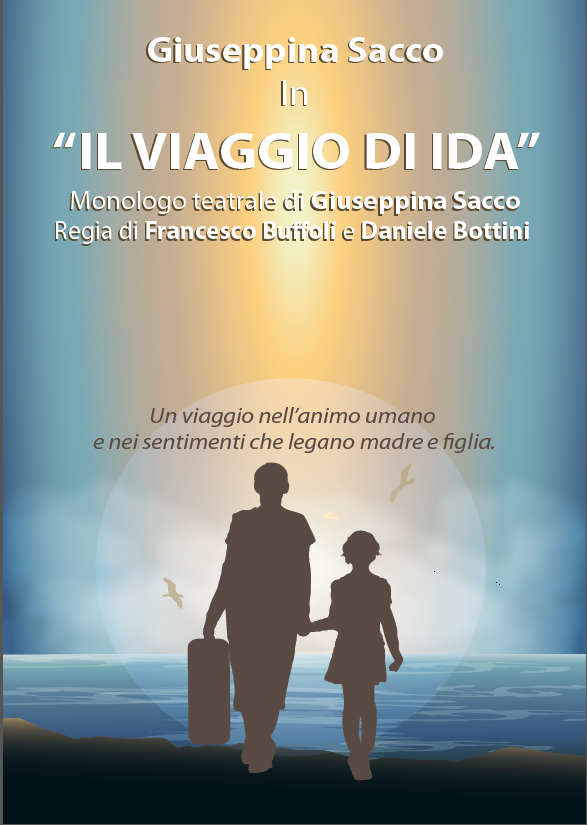 Giuseppina Sacco
In
“IL VIAGGIO DI IDA”
Monologo teatrale di Giuseppina Sacco
Regia di Francesco Buffoli e Daniele Bottini
Un viaggio nell’animo umano
e nei sentimenti che legano madre e figlia.